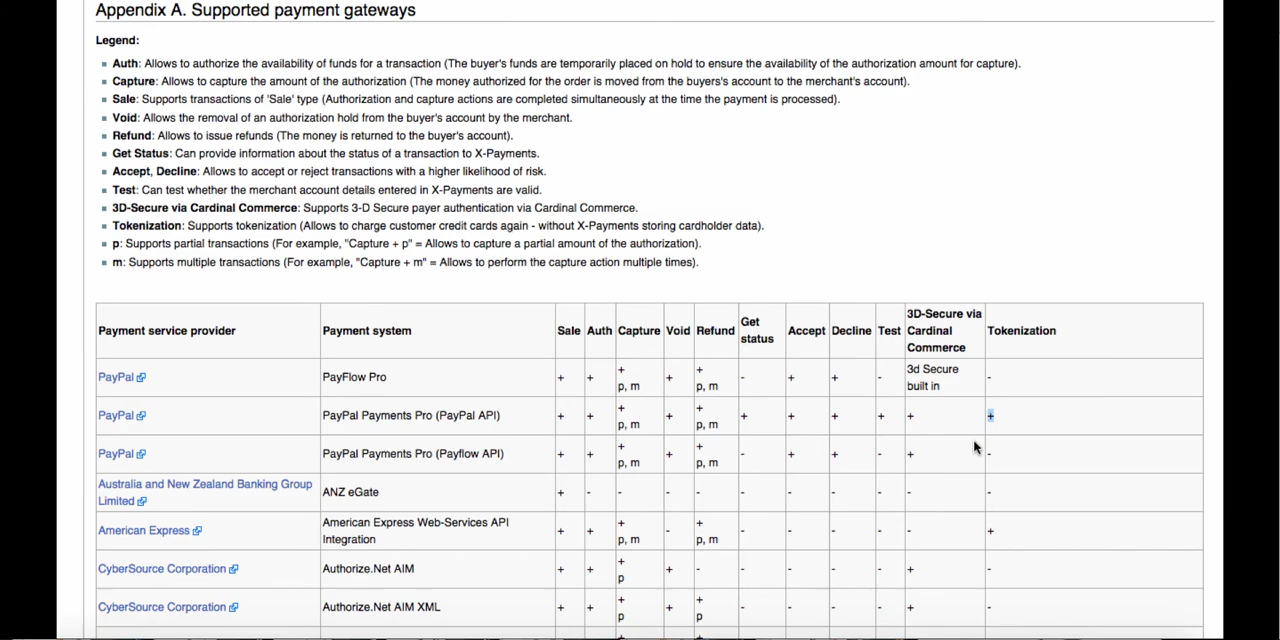 Appendix A. Supported payment gateways
Legend:
Auth: Allows to authorize the availability of funds for a transaction (The buyer's funds are temporarily placed on hold to ensure the availability of the authorization amount for capture).
Capture: Allows to capture the amount of the authorization (The money authorized for the order is moved from the buyers's account to the merchant's account).
Sale: Supports transactions of 'Sale' type (Authorization and capture actions are completed simultaneously at the time the payment is processed).
Void: Allows the removal of an authorization hold from the buyer's account by the merchant.
Refund: Allows to issue refunds (The money is returned to the buyer's account).
Get Status: Can provide information about the status of a transaction to X-Payments.
Accept, Decline: Allows to accept or reject transactions with a higher likelihood of risk.
Test: Can test whether the merchant account details entered in X-Payments are valid.
3D-Secure via Cardinal Commerce: Supports 3-D Secure payer authentication via Cardinal Commerce.
Tokenization: Supports tokenization (Allows to charge customer credit cards again - without X-Payments storing cardholder data).
p: Supports partial transactions (For example, "Capture + p" = Allows to capture a partial amount of the authorization).
m: Supports multiple transactions (For example, "Capture + m" = Allows to perform the capture action multiple times).
Payment service provider Payment system Sale Auth Capture Void Refund Get status Accept Decline Test 3D-Secure via Cardinal Commerce Tokenization
PayPal PayFlow Pro + + + p, m + + p, m - + + - 3d Secure built in -
PayPal PayPal Payments Pro (PayPal API) + + + p, m + + p, m + + + + + +
PayPal PayPal Payments Pro (Payflow API) + + + p, m + + p, m - + + - + -
Australia and New Zealand Banking Group Limited ANZ eGate + - - - - - - - - - -
American Express American Express Web-Services API Integration + + + p, m - + p, m - - - - - +
CyberSource Corporation Authorize.Net AIM + + + p + - - - - - + -
CyberSource Corporation Authorize.Net AIM XML + + + p + + p - - - - + -